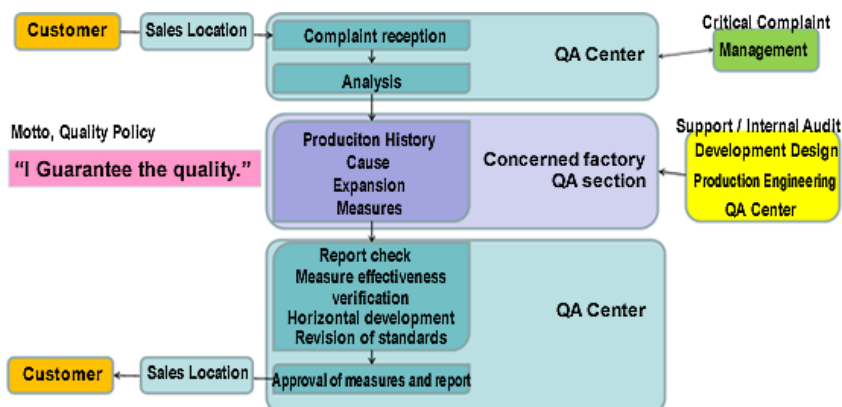 Customer
Sales Location
Complaint reception
Analysis
QA Center
Critical Complaint
Management
Motto, Quality Policy
“I Guarantee the quality.”
Produciton History
Cause
Expansion
Measures
Concerned factory
QA section
Support / Internal Audit
Development Design
Production Engineering
QA Center
Report check
Measure effectiveness
verification
Horizontal development
Revision of standards
QA Center
Customer
Sales Location
Approval of measures and report